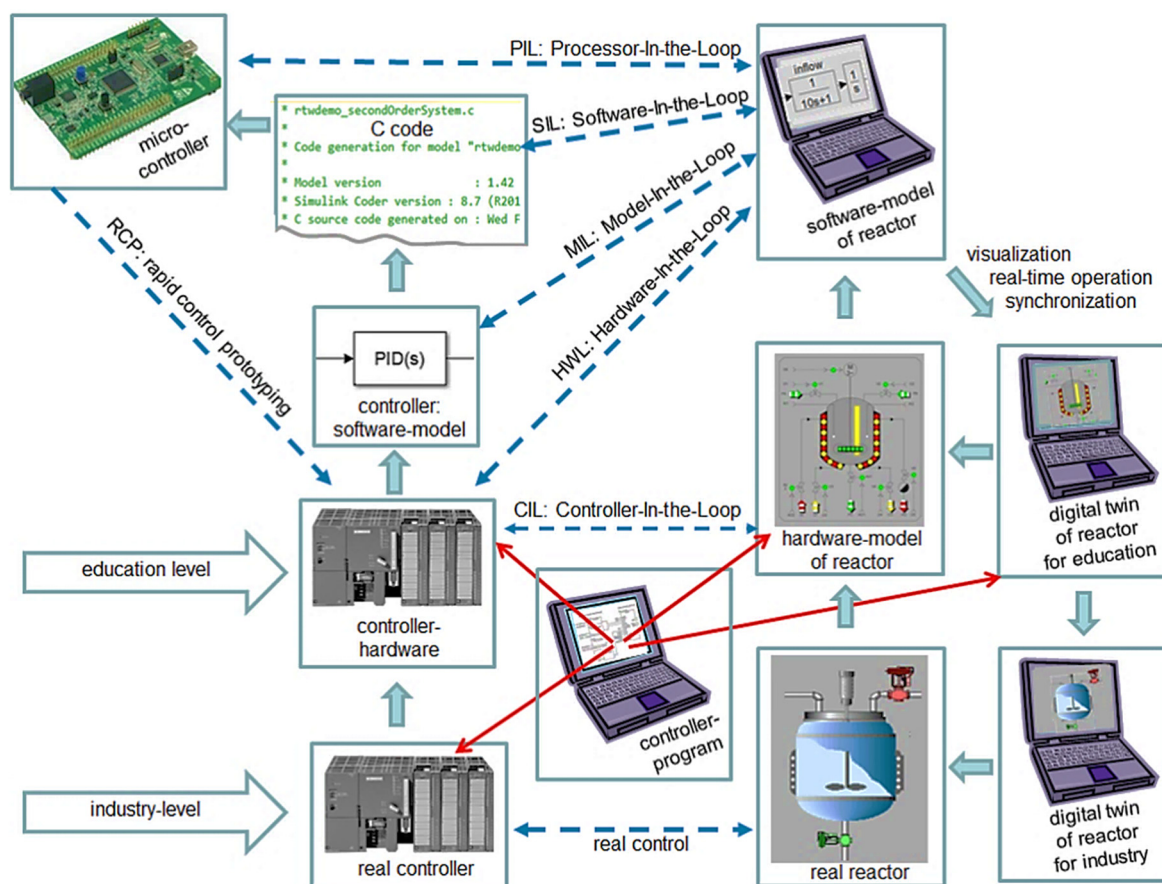 PIL: Processor-In-the-Loop
inflow
1
10s+1
1
s
micro-
controller
* rtwdemo_secondOrderSystem.c
C code
*
* Code generation for model "rtwdemo
*
* Model version : 1.42
* Simulink Coder version : 8.7 (R201
* C source code generated on : Wed F
SIL: Software-In-the-Loop
MIL: Model-In-the-Loop
HWL: Hardware-In-the-Loop
software-model
of reactor
RCP: rapid control prototyping
visualization
real-time operation
synchronization
PID(s)
controller:
software-model
CIL: Controller-In-the-Loop
hardware-model
of reactor
digital twin
of reactor
for education
education level
controller-
hardware
controller-
program
industry-level
real controller
real control
real reactor
digital twin
of reactor
for industry